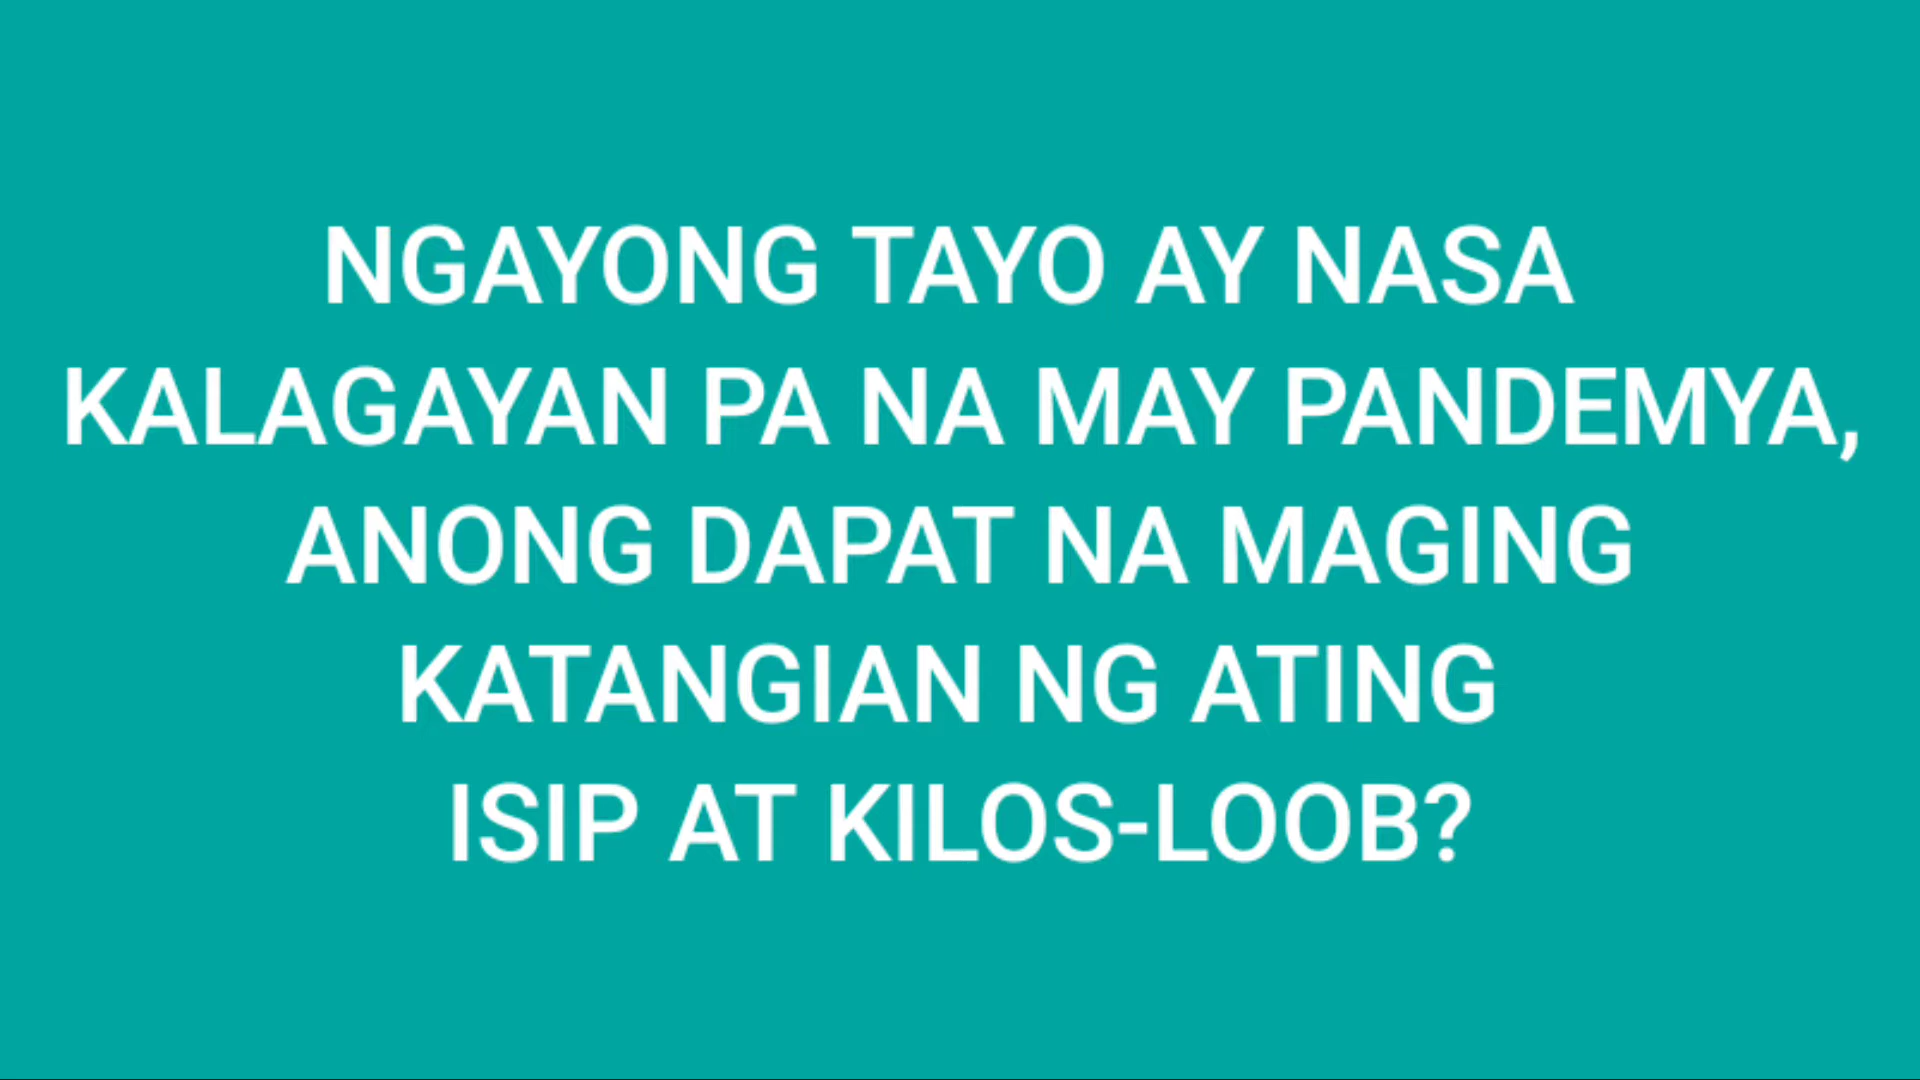 NGAYONG TAYO AY NASA
KALAGAYAN PA NA MAY PANDEMYA,
ANONG DAPAT NA MAGING
KATANGIAN NG ATING
ISIP AT KILOS-LOOB?